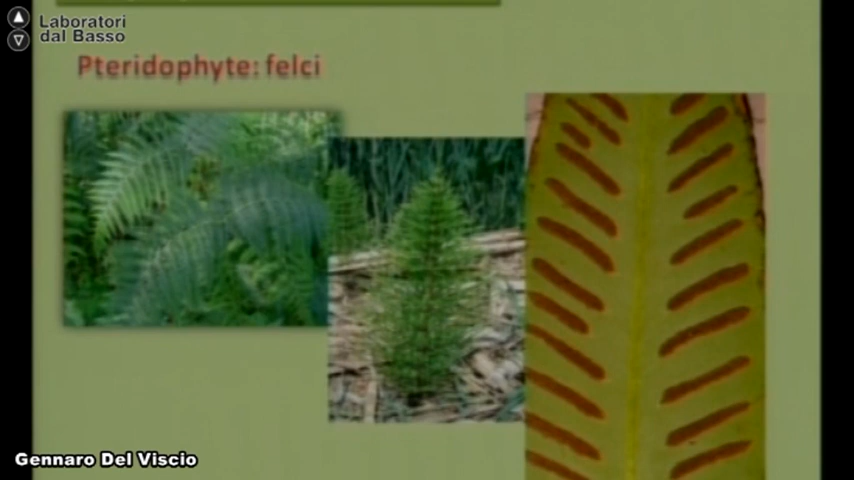 Laboratori
dal Basso
Pteridophyte: felci
Gennaro Del Viscio